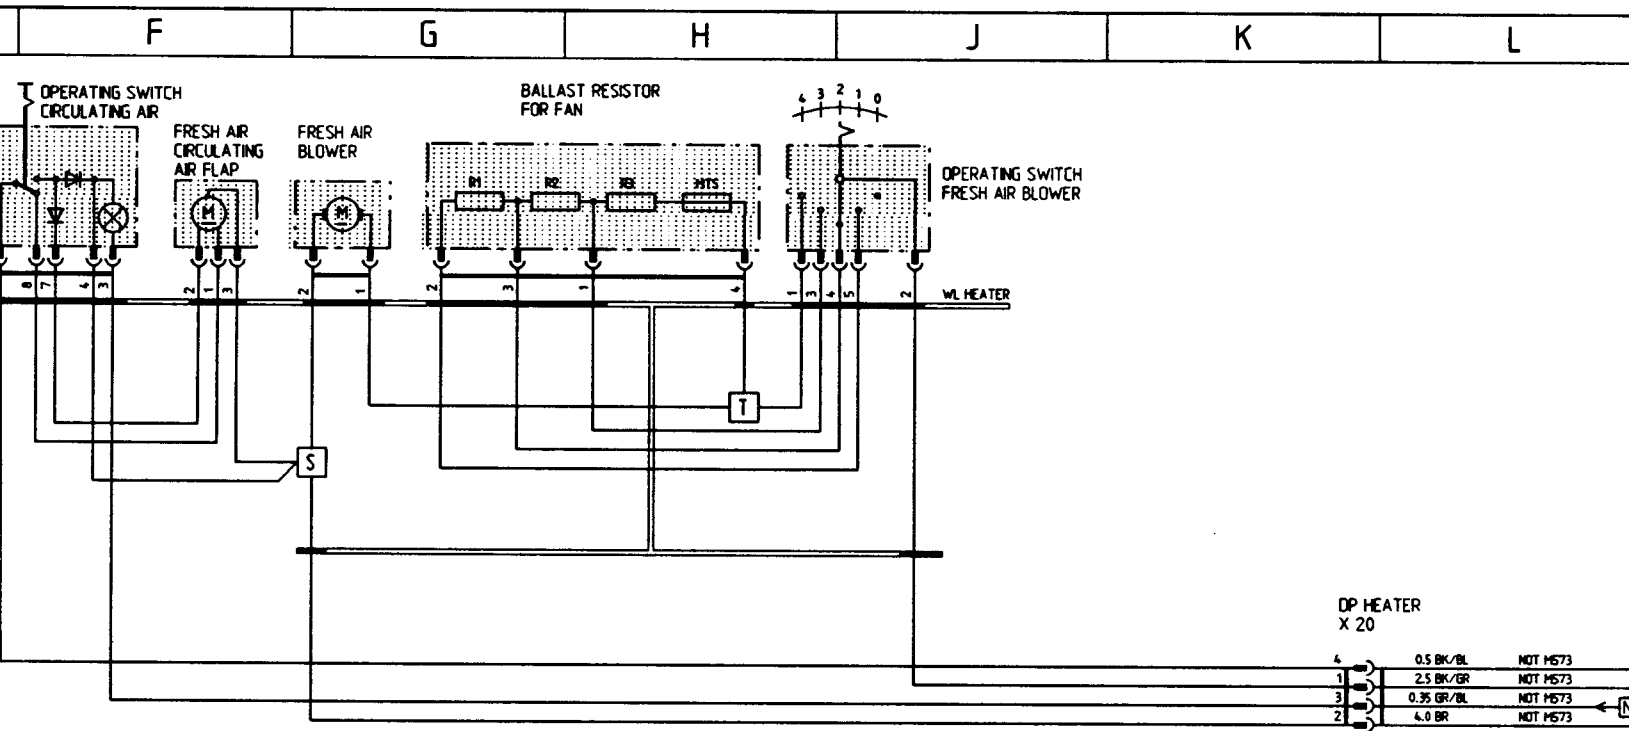 F G H J K L
OPERATING SWITCH
CIRCULATING AIR
FRESH AIR
CIRCULATING
AIR FLAP
M
FRESH AIR
BLOWER
M
BALLAST RESISTOR
FOR FAN
R1 R2 R3
4 3 2 1 0
OPERATING SWITCH
FRESH AIR BLOWER
8 7 4 3 2 1 3 2 1 2 3 1 4 1 3 4 5 2
WL HEATER
T
S
DP HEATER
X 20
4 0.5 BK/BL NOT M573
1 2.5 BK/GR NOT M573
3 0.35 GR/BL NOT M573
2 4.0 BR NOT M573